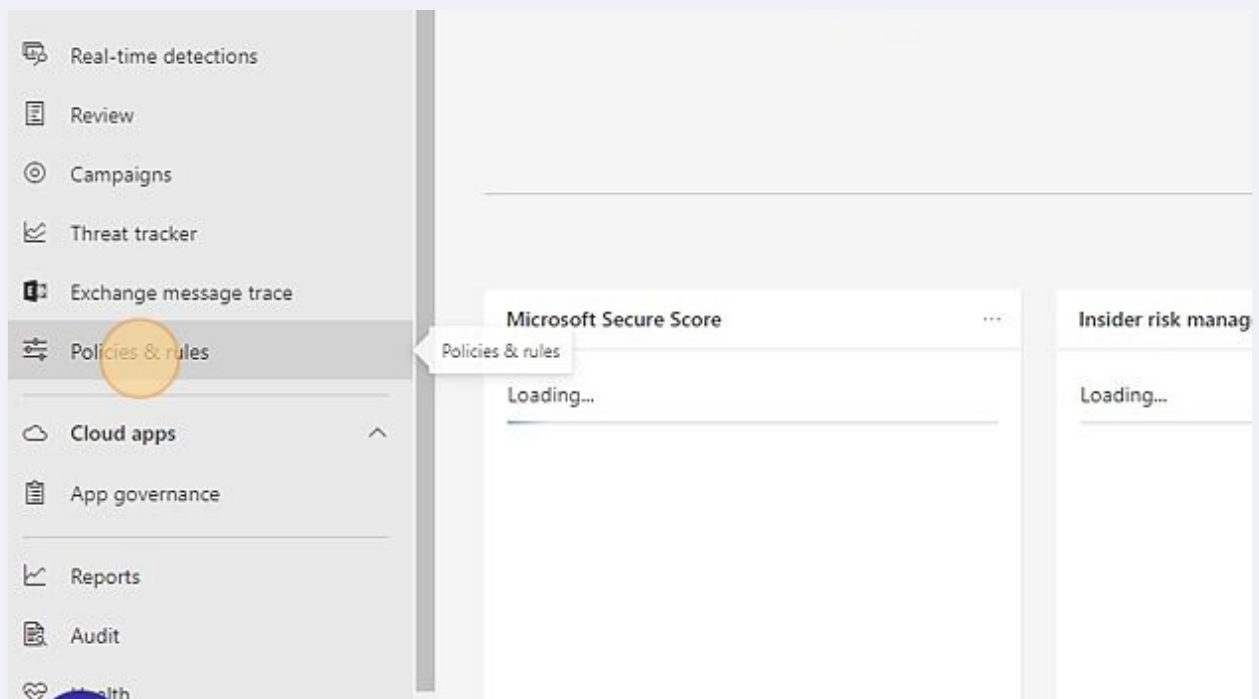 Real-time detections
Review
Campaigns
Threat tracker
Exchange message trace
Policies & rules
Cloud apps
App governance
Reports
Audit
Health
Policies & rules
Microsoft Secure Score
...
Loading...
Insider risk manag
Loading...